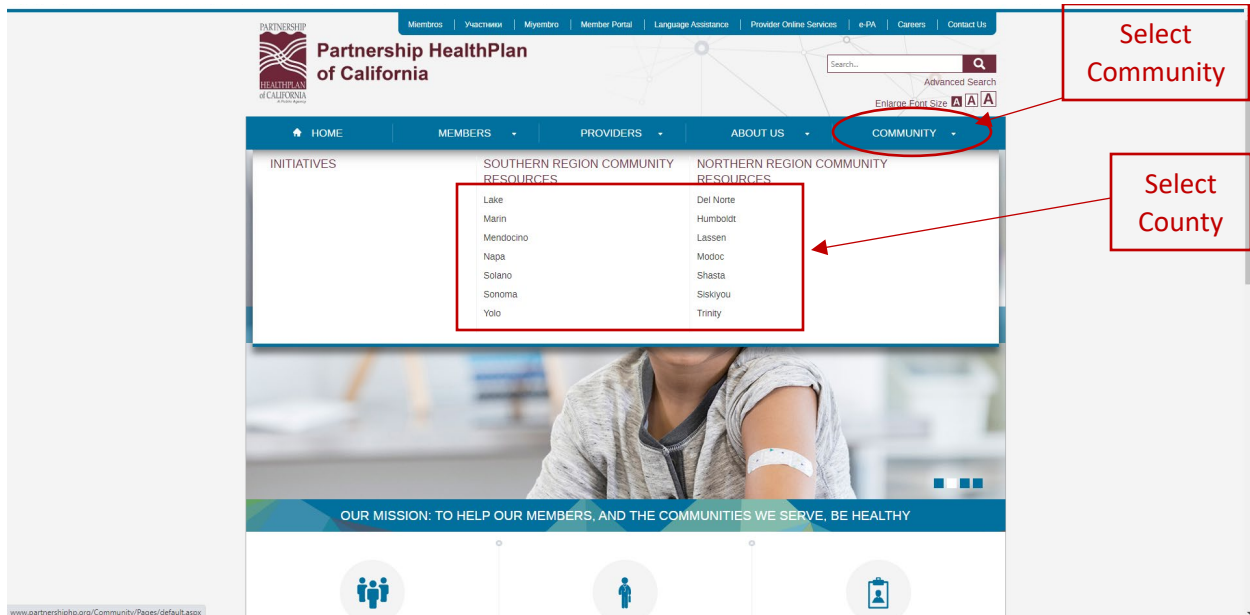 Miembros | Участники | Miyembro | Member Portal | Language Assistance | Provider Online Services | e-PA | Careers | Contact Us
PARTNERSHIP
HEALTHPLAN
of CALIFORNIA
A Public Agency
Partnership HealthPlan
of California
Search...
Advanced Search
Enlarge Font Size A A A
Select
Community
HOME MEMBERS PROVIDERS ABOUT US COMMUNITY
INITIATIVES
SOUTHERN REGION COMMUNITY
RESOURCES
Lake
Marin
Mendocino
Napa
Solano
Sonoma
Yolo
NORTHERN REGION COMMUNITY
RESOURCES
Del Norte
Humboldt
Lassen
Modoc
Shasta
Siskiyou
Trinity
Select
County
OUR MISSION: TO HELP OUR MEMBERS, AND THE COMMUNITIES WE SERVE, BE HEALTHY
www.partnershiphp.org/Community/Pages/default.aspx